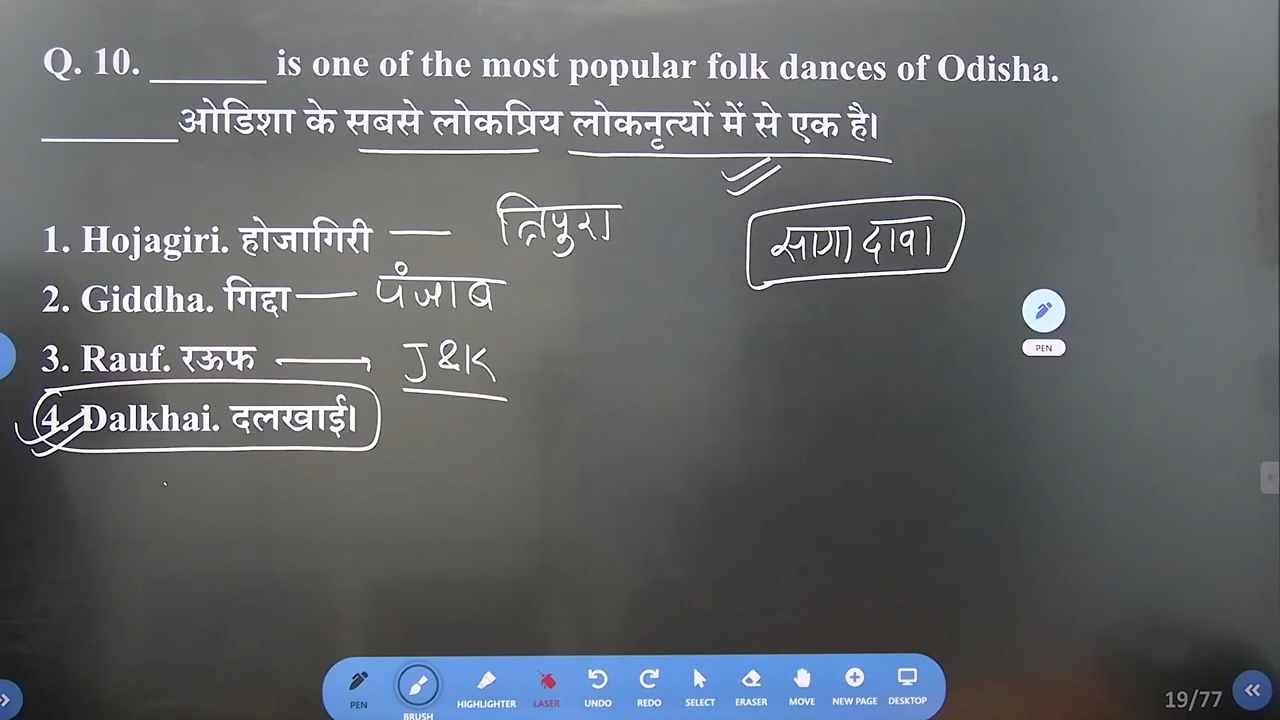 Q. 10. ______ is one of the most popular folk dances of Odisha.
______ओडिशा के सबसे लोकप्रिय लोकनृत्यों में से एक है।
1. Hojagiri. होजागिरी — त्रिपुरा
सागा दावा
2. Giddha. गिद्दा — पंजाब
3. Rauf. रऊफ — J&K
4. Dalkhai. दलखाई।
PEN
PEN
BRUSH
HIGHLIGHTER
LASER
UNDO
REDO
SELECT
ERASER
MOVE
NEW PAGE
DESKTOP
19/77